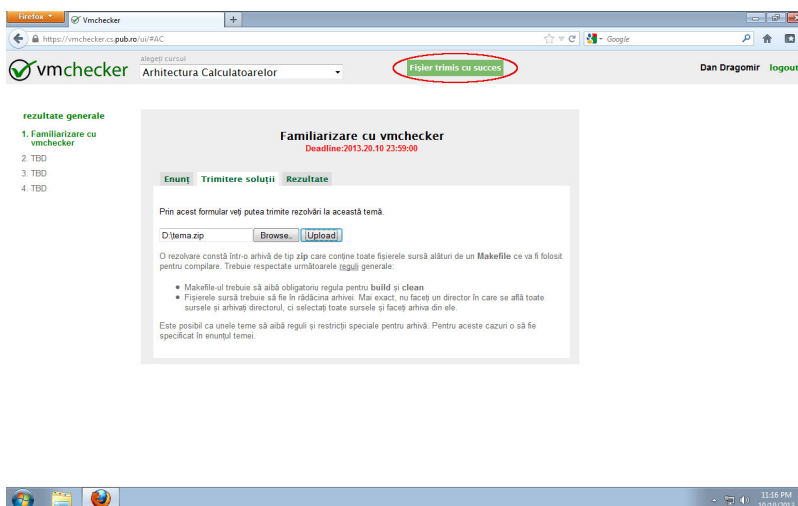 Firefox
Vmchecker
https://vmchecker.cs.pub.ro/ui/#AC
Google
vmchecker
alegeți cursul
Arhitectura Calculatoarelor
Fișier trimis cu succes
Dan Dragomir logout
rezultate generale
1. Familiarizare cu
vmchecker
2. TBD
3. TBD
4. TBD
Familiarizare cu vmchecker
Deadline:2013.20.10 23:59:00
Enunț Trimitere soluții Rezultate
Prin acest formular veți putea trimite rezolvări la această temă.
D:\tema.zip Browse.. Upload
O rezolvare constă într-o arhivă de tip zip care conține toate fișierele sursă alături de un Makefile ce va fi folosit
pentru compilare. Trebuie respectate următoarele reguli generale:
Makefile-ul trebuie să aibă obligatoriu regula pentru build și clean
Fișierele sursă trebuie să fie în rădăcina arhivei. Mai exact, nu faceți un director în care se află toate
sursele și arhivați directorul, ci selectați toate sursele și faceți arhiva din ele.
Este posibil ca unele teme să aibă reguli și restricții speciale pentru arhivă. Pentru aceste cazuri o să fie
specificat în enunțul temei.
11:16 PM
10/19/2013